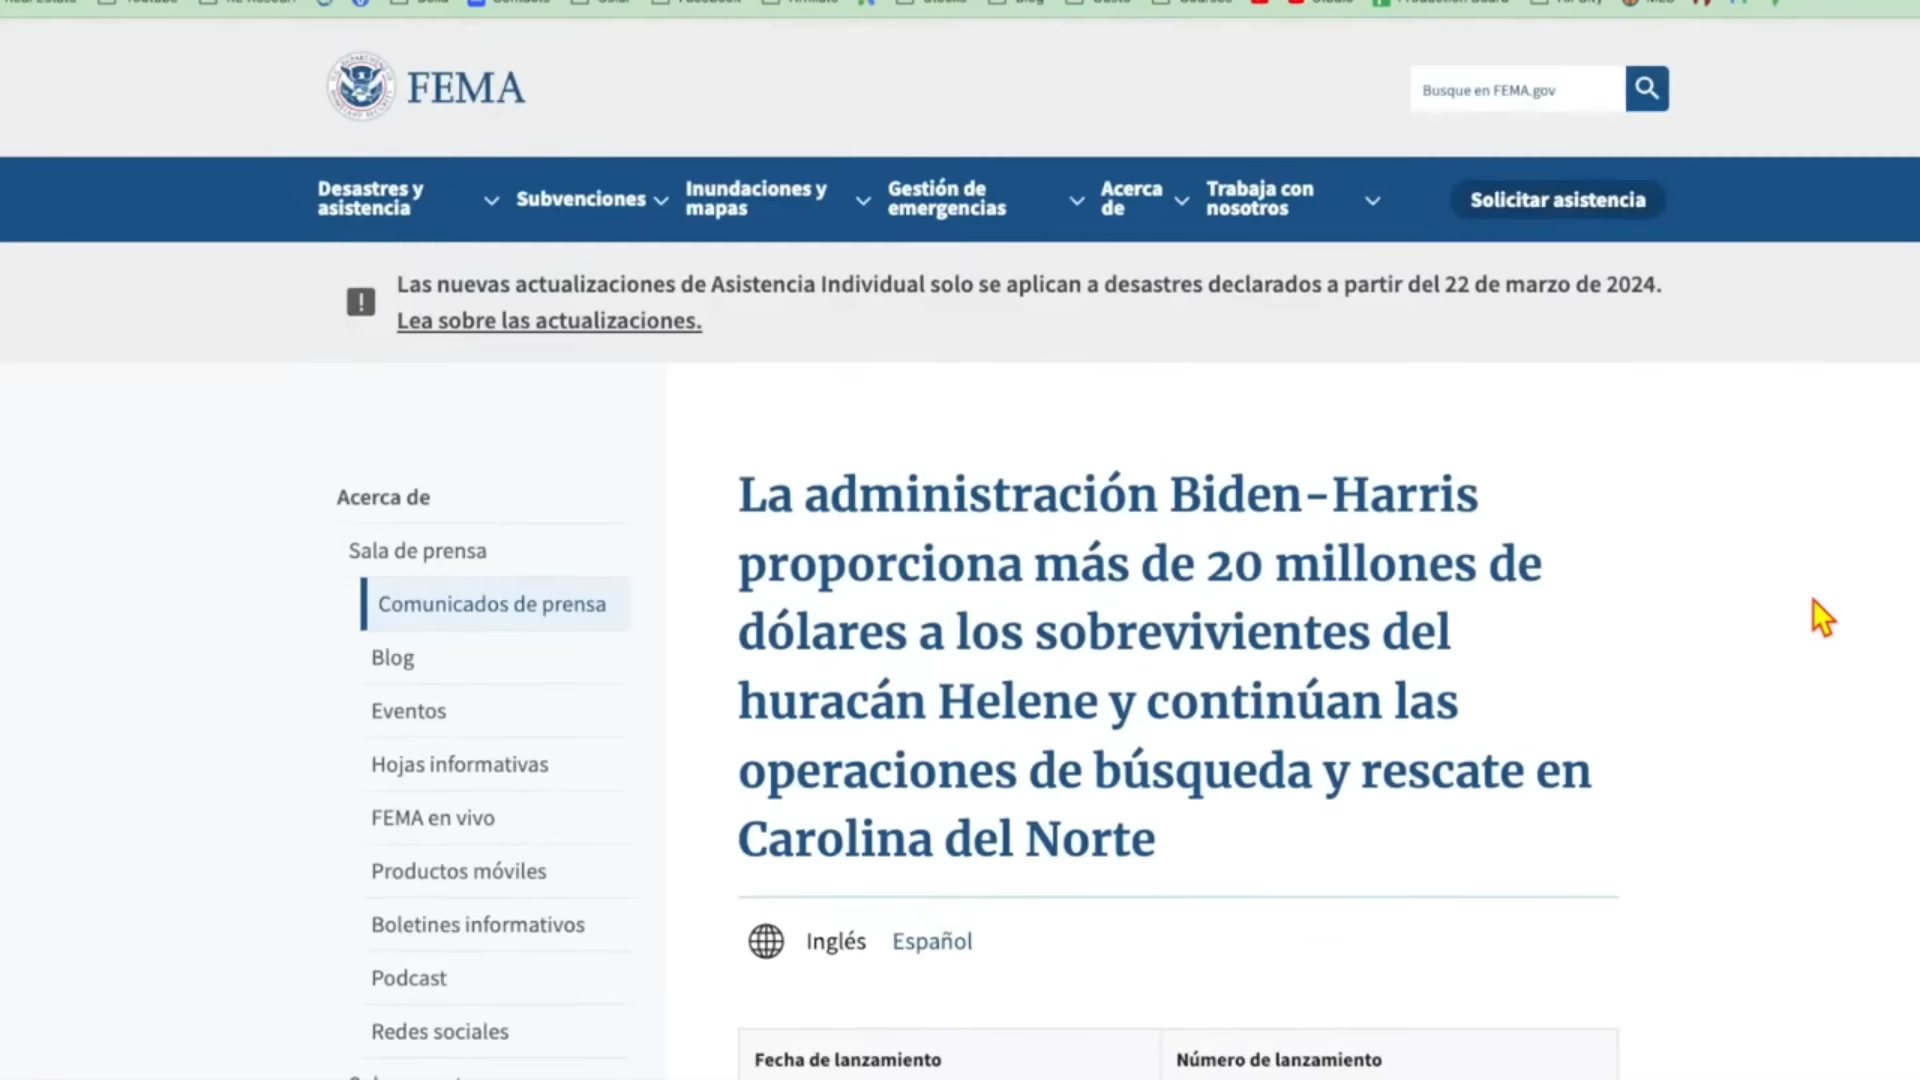 FEMA
Busque en FEMA.gov
Desastres y
asistencia
Subvenciones
Inundaciones y
mapas
Gestión de
emergencias
Acerca
de
Trabaja con
nosotros
Solicitar asistencia
Las nuevas actualizaciones de Asistencia Individual solo se aplican a desastres declarados a partir del 22 de marzo de 2024.
Lea sobre las actualizaciones.
Acerca de
Sala de prensa
Comunicados de prensa
Blog
Eventos
Hojas informativas
FEMA en vivo
Productos móviles
Boletines informativos
Podcast
Redes sociales
La administración Biden-Harris
proporciona más de 20 millones de
dólares a los sobrevivientes del
huracán Helene y continúan las
operaciones de búsqueda y rescate en
Carolina del Norte
Inglés Español
Fecha de lanzamiento
Número de lanzamiento